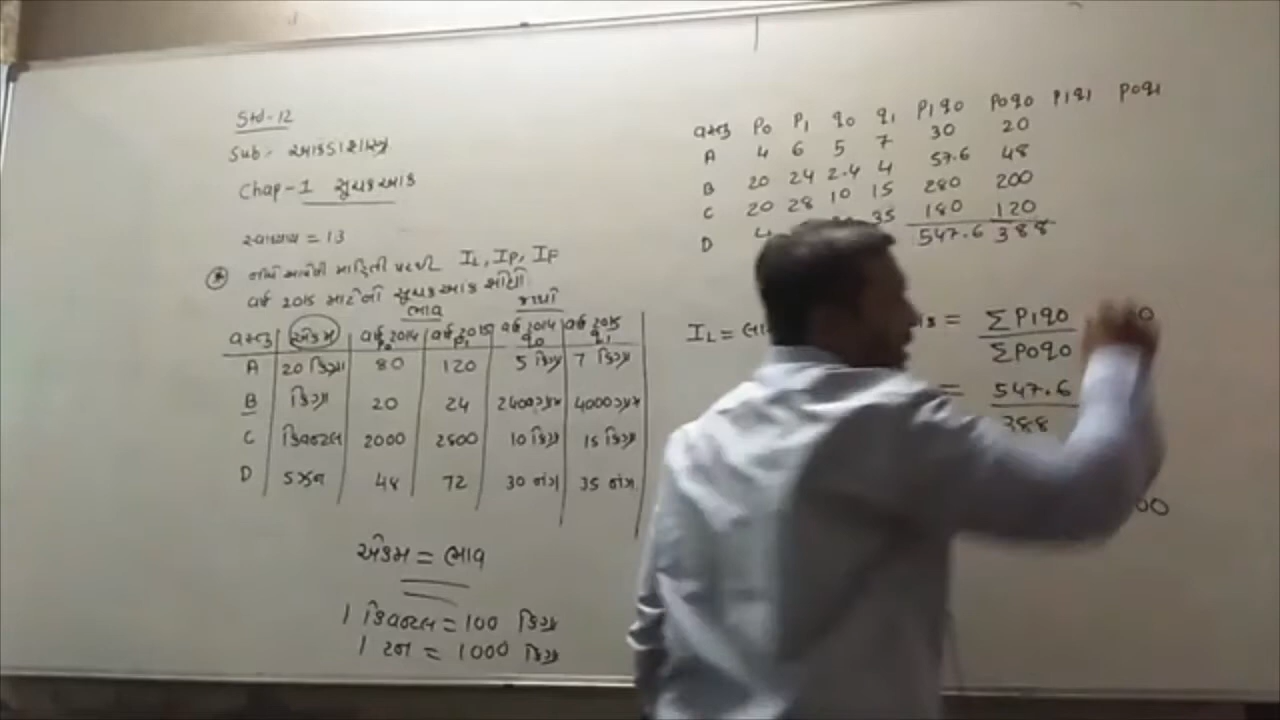 Std-12
Sub:- આંકડાશાસ્ત્ર
Chap-1 સૂચકઆંક
સ્વાધ્યાય = 13
નીચે આપેલી માહિતી પરથી IL, IP, IF
વર્ષ 2015 માટેનો સૂચકઆંક શોધો
ભાવ જથ્થો
વસ્તુ એકમ વર્ષ 2014 P0 વર્ષ 2015 P1 વર્ષ 2014 q0 વર્ષ 2015 q1
A 20 કિગ્રા 80 120 5 કિગ્રા 7 કિગ્રા
B કિગ્રા 20 24 2400 ગ્રામ 4000 ગ્રામ
C ક્વિન્ટલ 2000 2800 10 કિગ્રા 15 કિગ્રા
D ડઝન 48 72 30 નંગ 35 નંગ
એકમ = ભાવ
1 ક્વિન્ટલ = 100 કિગ્રા
1 ટન = 1000 કિગ્રા
વસ્તુ P0 P1 q0 q1 P1q0 P0q0 P1q1 P0q1
A 4 6 5 7 30 20
B 20 24 2.4 4 57.6 48
C 20 28 10 15 280 200
D 4 35 180 120
547.6 388
IL = = ΣP1q0
ΣP0q0
= 547.6
388